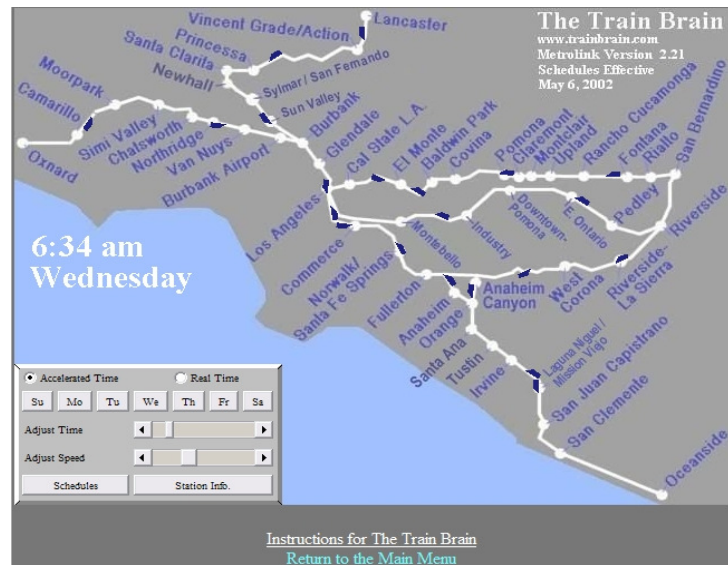 The Train Brain
www.trainbrain.com
Metrolink Version 2.21
Schedules Effective
May 6, 2002
Lancaster
Vincent Grade/Action
Princessa
Santa Clarila
Newhall
Sylmar/San Fernando
Sun Valley
Moorpark
Camarillo
Oxnard
Simi Valley
Chatsworth
Northridge
Van Nuys
Burbank Airport
Burbank
Glendale
Cal State L.A.
El Monte
Baldwin Park
Covina
Pomona
Claremont
Montclair
Upland
Rancho Cucamonga
Fontana
Rialto
San Bernardino
Los Angeles
Commerce
Norwalk/
Santa Fe Springs
Montebello
Industry
Downtown-
Pomona
E. Ontario
Pedley
Riverside
Riverside-
La Sierra
West
Corona
Fullerton
Anaheim
Canyon
Anaheim
Orange
Santa Ana
Tustin
Irvine
Laguna Niguel/
Mission Viejo
San Juan Capistrano
San Clemente
Oceanside
6:34 am
Wednesday
Accelerated Time
Real Time
Su Mo Tu We Th Fr Sa
Adjust Time
Adjust Speed
Schedules
Station Info.
Instructions for The Train Brain
Return to the Main Menu